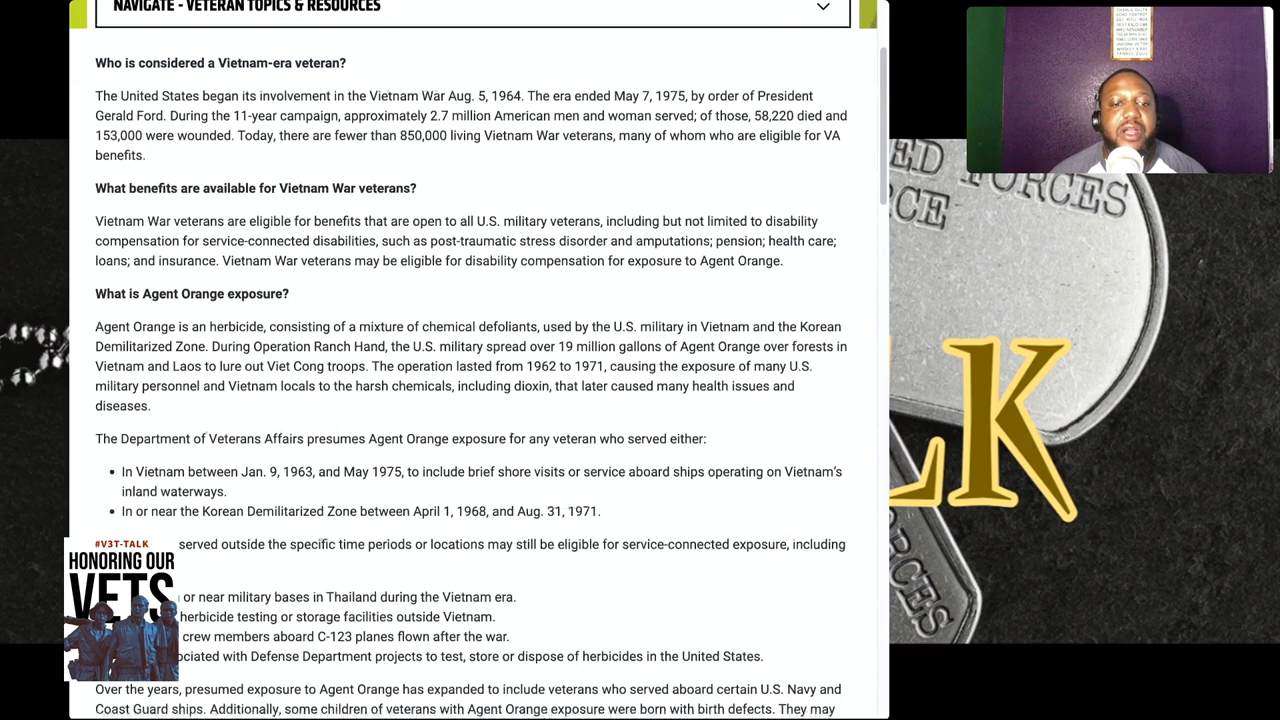 NAVIGATE - VETERAN TOPICS & RESOURCES
Who is considered a Vietnam-era veteran?
The United States began its involvement in the Vietnam War Aug. 5, 1964. The era ended May 7, 1975, by order of President
Gerald Ford. During the 11-year campaign, approximately 2.7 million American men and woman served; of those, 58,220 died and
153,000 were wounded. Today, there are fewer than 850,000 living Vietnam War veterans, many of whom who are eligible for VA
benefits.
What benefits are available for Vietnam War veterans?
Vietnam War veterans are eligible for benefits that are open to all U.S. military veterans, including but not limited to disability
compensation for service-connected disabilities, such as post-traumatic stress disorder and amputations; pension; health care;
loans; and insurance. Vietnam War veterans may be eligible for disability compensation for exposure to Agent Orange.
What is Agent Orange exposure?
Agent Orange is an herbicide, consisting of a mixture of chemical defoliants, used by the U.S. military in Vietnam and the Korean
Demilitarized Zone. During Operation Ranch Hand, the U.S. military spread over 19 million gallons of Agent Orange over forests in
Vietnam and Laos to lure out Viet Cong troops. The operation lasted from 1962 to 1971, causing the exposure of many U.S.
military personnel and Vietnam locals to the harsh chemicals, including dioxin, that later caused many health issues and
diseases.
The Department of Veterans Affairs presumes Agent Orange exposure for any veteran who served either:
• In Vietnam between Jan. 9, 1963, and May 1975, to include brief shore visits or service aboard ships operating on Vietnam's
inland waterways.
• In or near the Korean Demilitarized Zone between April 1, 1968, and Aug. 31, 1971.
served outside the specific time periods or locations may still be eligible for service-connected exposure, including
or near military bases in Thailand during the Vietnam era.
herbicide testing or storage facilities outside Vietnam.
crew members aboard C-123 planes flown after the war.
ociated with Defense Department projects to test, store or dispose of herbicides in the United States.
Over the years, presumed exposure to Agent Orange has expanded to include veterans who served aboard certain U.S. Navy and
Coast Guard ships. Additionally, some children of veterans with Agent Orange exposure were born with birth defects. They may
#V3T-TALK
HONORING OUR
VETS
ED FORCES
CE
LK
RCES